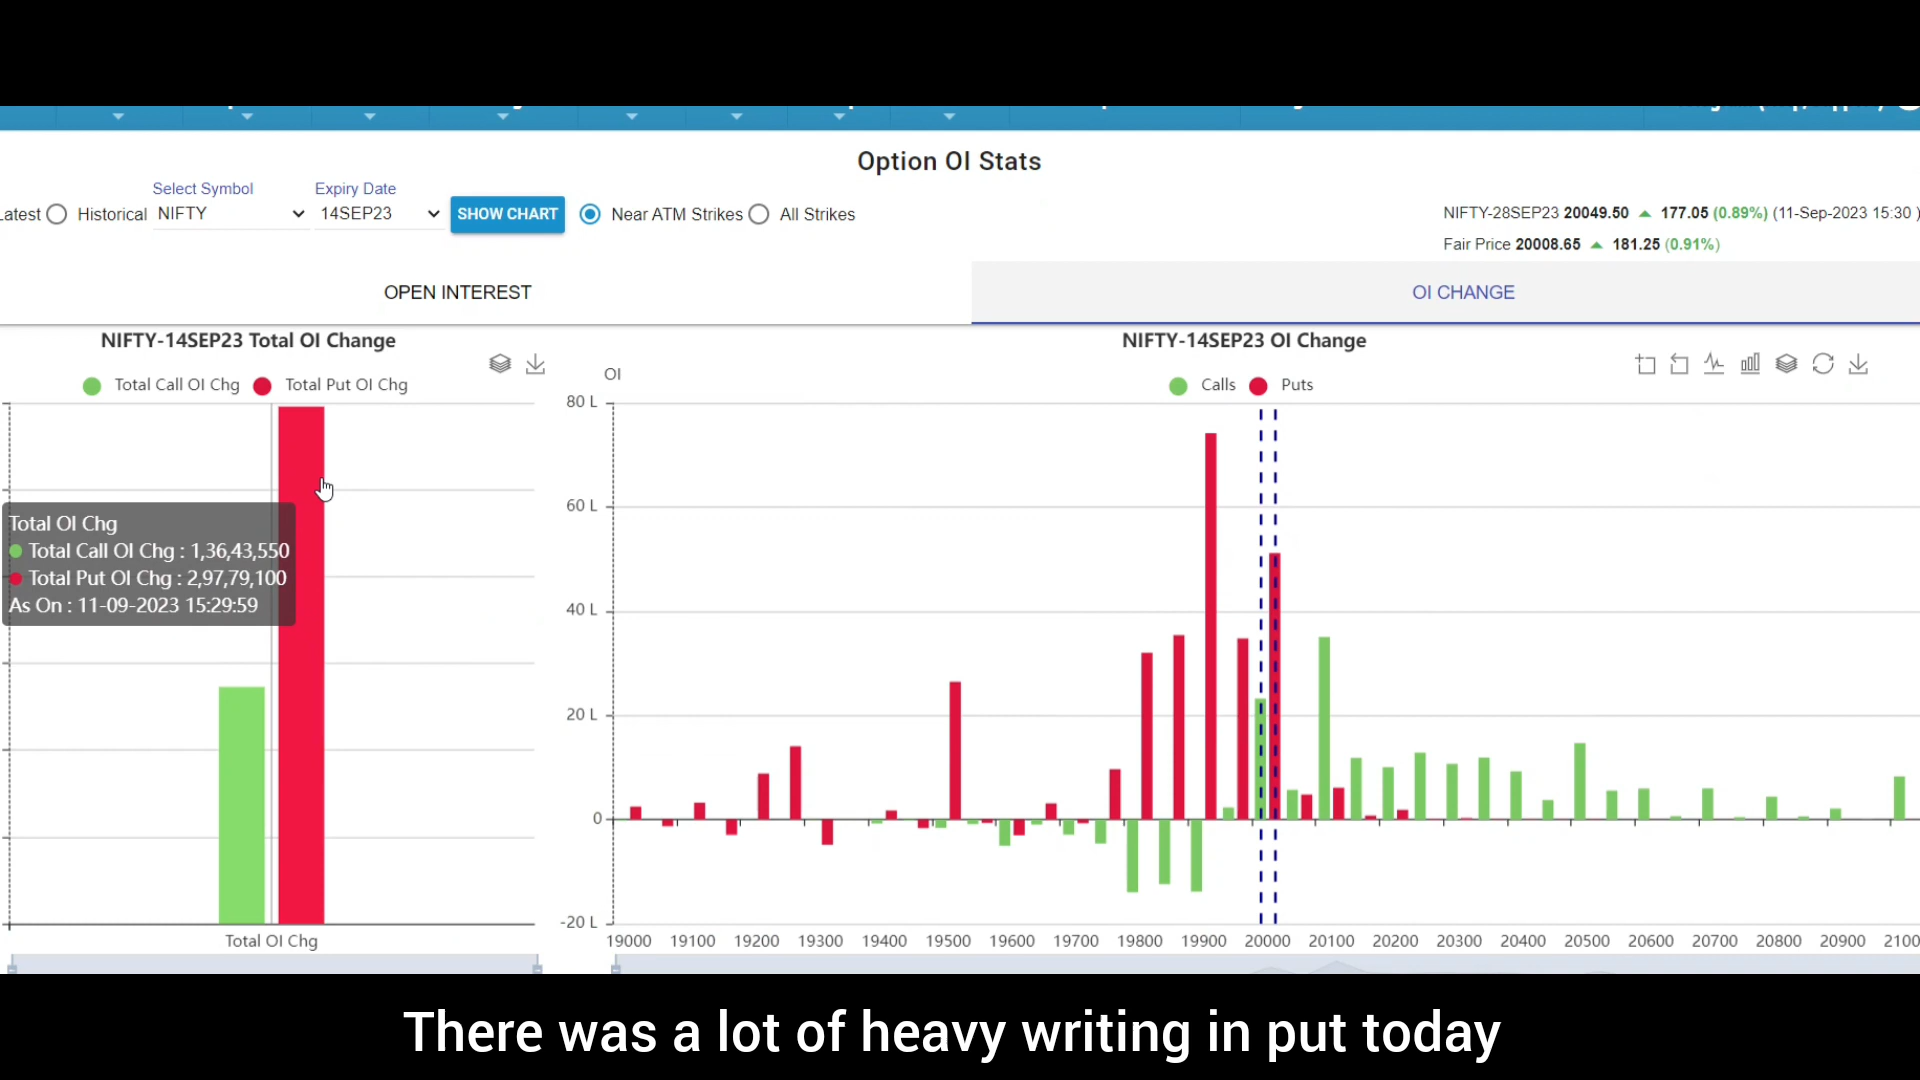 Option OI Stats
Select Symbol
Expiry Date
Latest Historical NIFTY 14SEP23 SHOW CHART Near ATM Strikes All Strikes
NIFTY-28SEP23 20049.50 177.05 (0.89%) (11-Sep-2023 15:30 )
Fair Price 20008.65 181.25 (0.91%)
OPEN INTEREST
OI CHANGE
NIFTY-14SEP23 Total OI Change
Total Call OI Chg Total Put OI Chg
Total OI Chg
Total Call OI Chg : 1,36,43,550
Total Put OI Chg : 2,97,79,100
As On : 11-09-2023 15:29:59
Total OI Chg
NIFTY-14SEP23 OI Change
OI
Calls Puts
80 L
60 L
40 L
20 L
0
-20 L
19000 19100 19200 19300 19400 19500 19600 19700 19800 19900 20000 20100 20200 20300 20400 20500 20600 20700 20800 20900 2100
There was a lot of heavy writing in put today